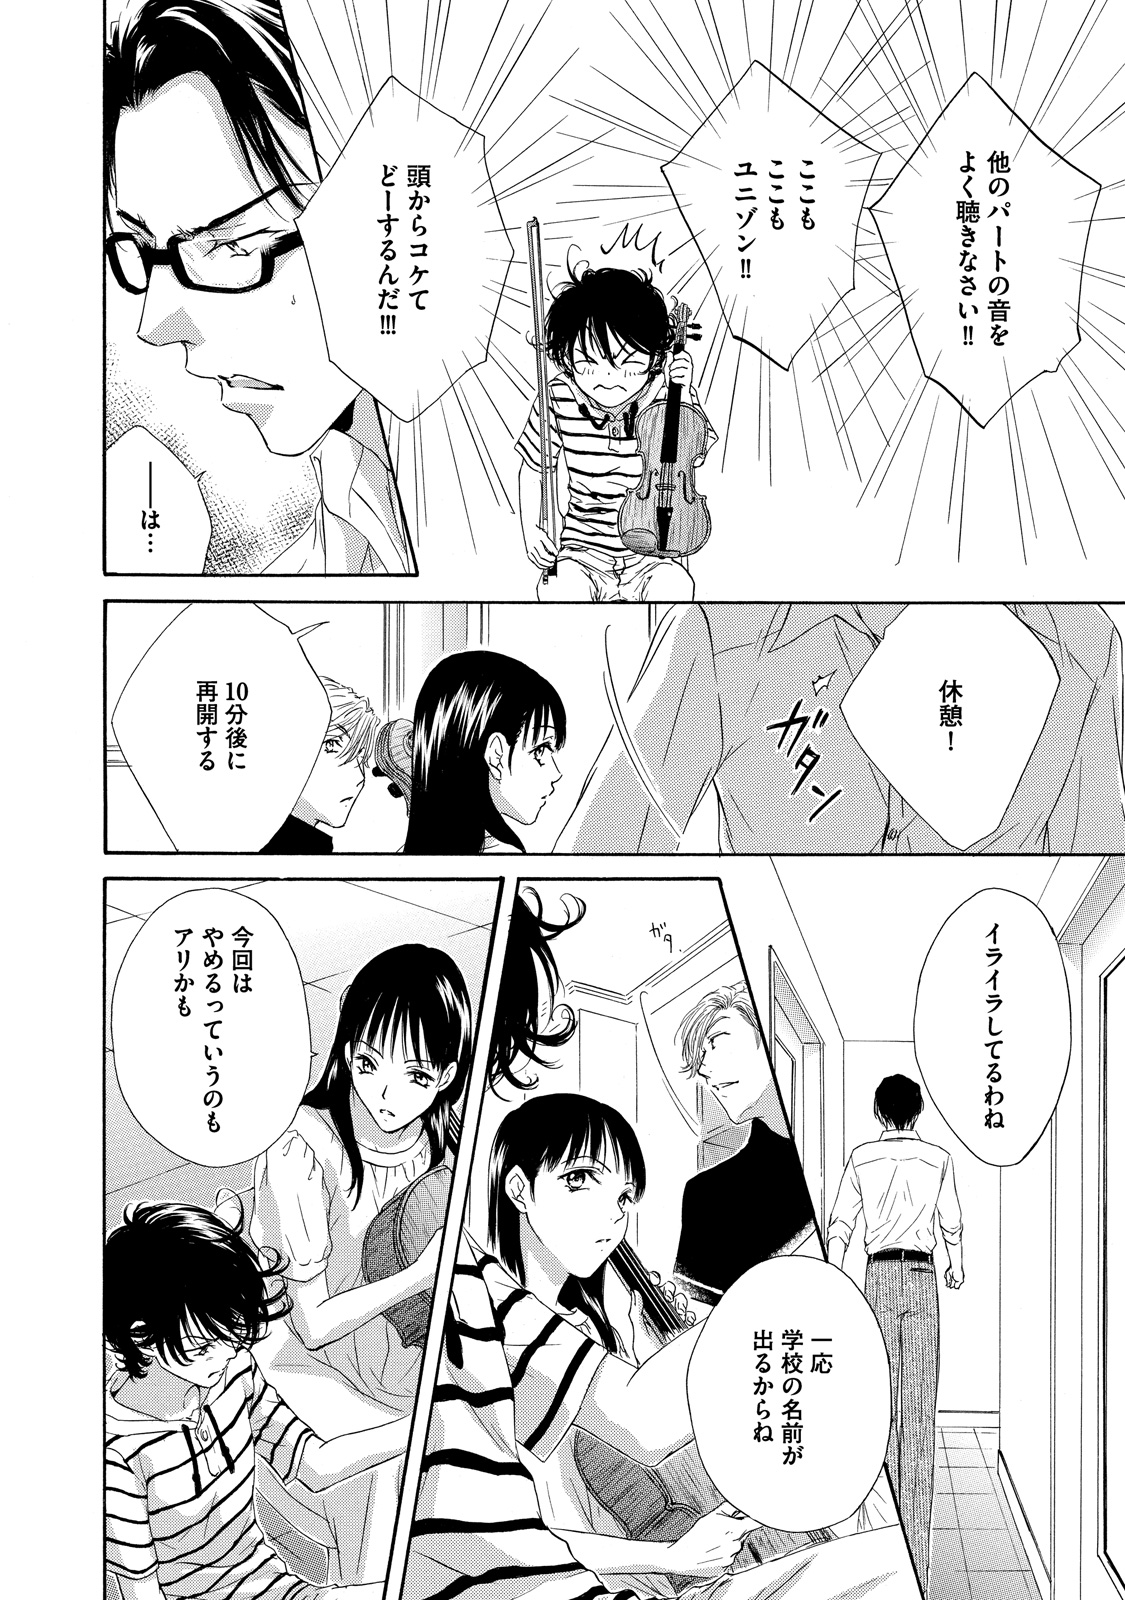 他のパートの音を
よく聴きなさい!!
ここも
ここも
ユニゾン!!
頭からコケて
どーするんだ!!!
――は…
休憩！
ガタン
10分後に
再開する
イライラしてるわね
ガタ
一応
学校の名前が
出るからね
今回は
やめるっていうのも
アリかも